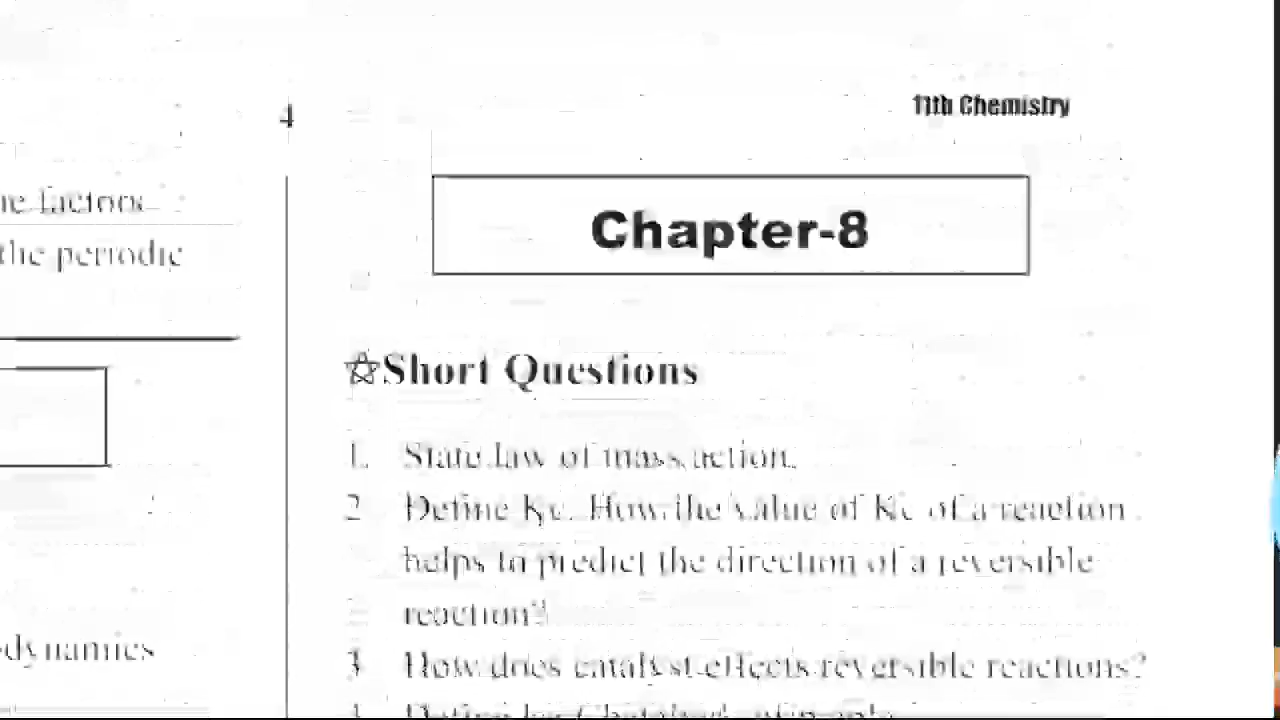 4
11th Chemistry
factors
the periodic
dynamics
Chapter-8
☆Short Questions
1. State law of mass action.
2. Define Kc. How the value of Kc of a reaction
helps to predict the direction of a reversible
reaction?
3. How does catalyst effects reversible reactions?